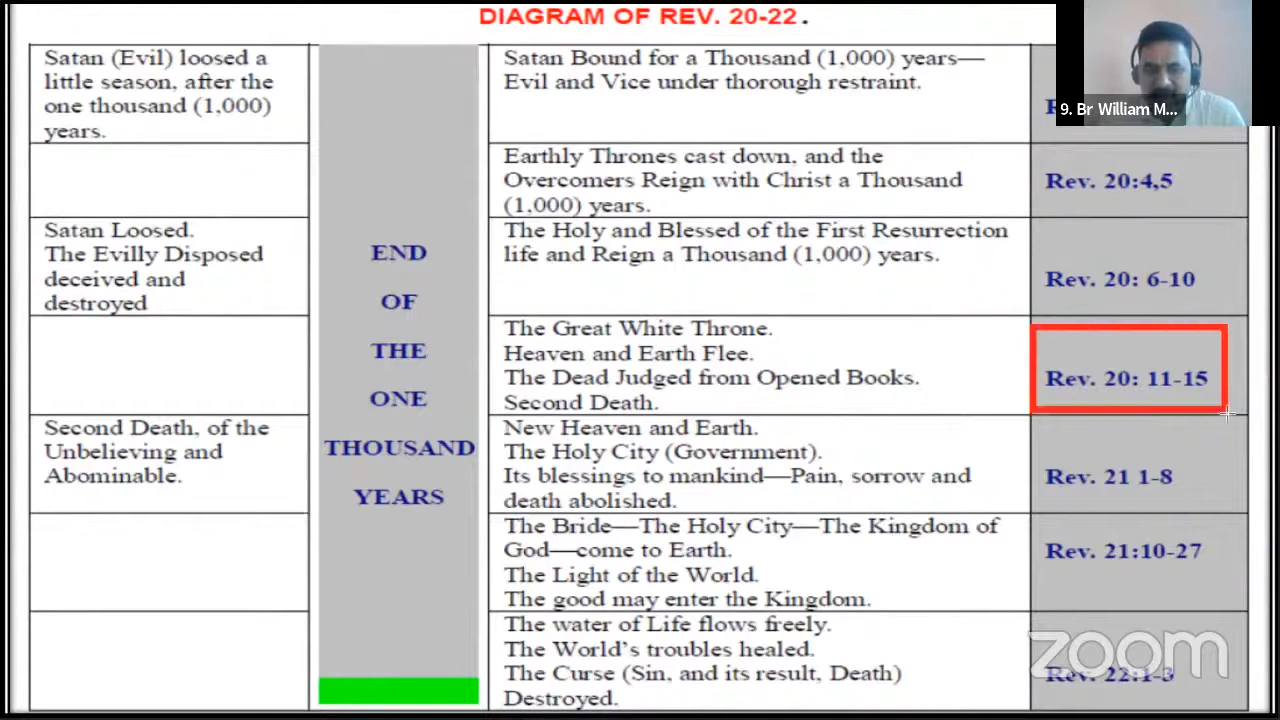 DIAGRAM OF REV. 20-22 .
9. Br William M...
Satan (Evil) loosed a
little season, after the
one thousand (1,000)
years.
Satan Bound for a Thousand (1,000) years—
Evil and Vice under thorough restraint.
Earthly Thrones cast down, and the
Overcomers Reign with Christ a Thousand
(1,000) years.
Rev. 20:4,5
Satan Loosed.
The Evilly Disposed
deceived and
destroyed
The Holy and Blessed of the First Resurrection
life and Reign a Thousand (1,000) years.
Rev. 20: 6-10
END
OF
THE
ONE
THOUSAND
YEARS
The Great White Throne.
Heaven and Earth Flee.
The Dead Judged from Opened Books.
Second Death.
Rev. 20: 11-15
Second Death, of the
Unbelieving and
Abominable.
New Heaven and Earth.
The Holy City (Government).
Its blessings to mankind—Pain, sorrow and
death abolished.
Rev. 21 1-8
The Bride—The Holy City—The Kingdom of
God—come to Earth.
The Light of the World.
The good may enter the Kingdom.
Rev. 21:10-27
The water of Life flows freely.
The World's troubles healed.
The Curse (Sin, and its result, Death)
Destroyed.
Rev. 22:1-3
zoom